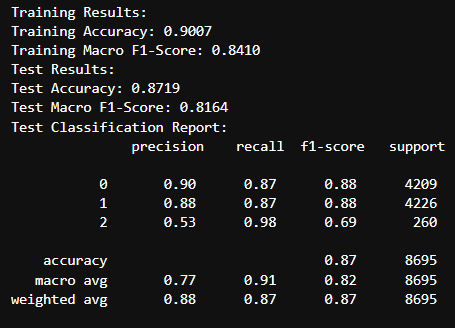 Training Results:
Training Accuracy: 0.9007
Training Macro F1-Score: 0.8410
Test Results:
Test Accuracy: 0.8719
Test Macro F1-Score: 0.8164
Test Classification Report:
precision recall f1-score support
0 0.90 0.87 0.88 4209
1 0.88 0.87 0.88 4226
2 0.53 0.98 0.69 260
accuracy 0.87 8695
macro avg 0.77 0.91 0.82 8695
weighted avg 0.88 0.87 0.87 8695